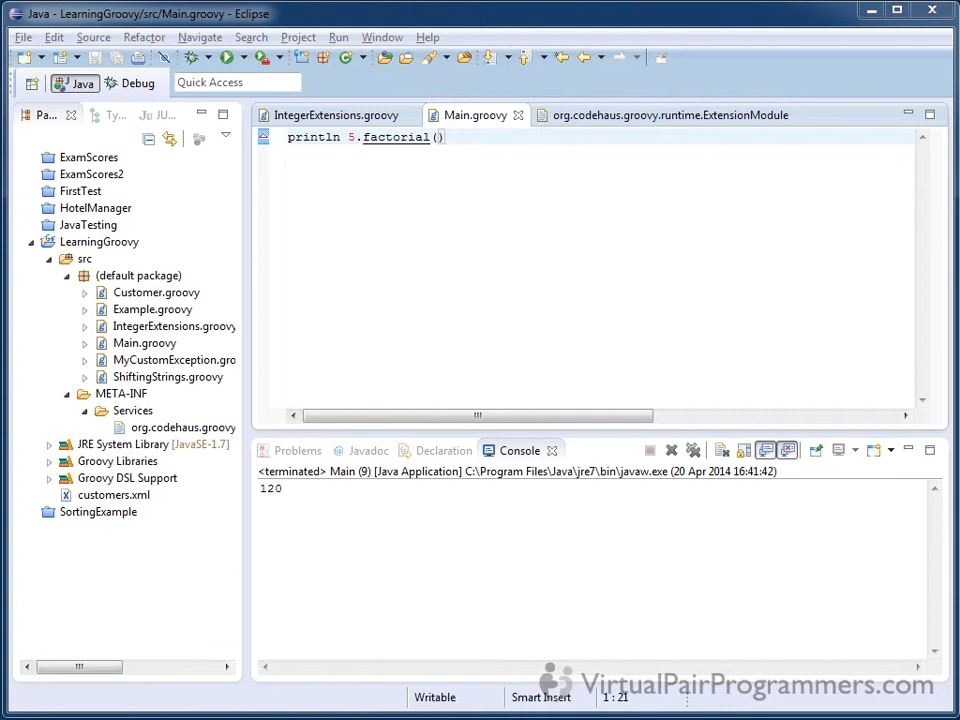 Java - LearningGroovy/src/Main.groovy - Eclipse
File Edit Source Refactor Navigate Search Project Run Window Help
Java Debug Quick Access
Pa... Ty... JU...
IntegerExtensions.groovy Main.groovy org.codehaus.groovy.runtime.ExtensionModule
println 5.factorial()
ExamScores
ExamScores2
FirstTest
HotelManager
JavaTesting
LearningGroovy
src
(default package)
Customer.groovy
Example.groovy
IntegerExtensions.groovy
Main.groovy
MyCustomException.gro
ShiftingStrings.groovy
META-INF
Services
org.codehaus.groovy
JRE System Library [JavaSE-1.7]
Groovy Libraries
Groovy DSL Support
customers.xml
SortingExample
Problems @ Javadoc Declaration Console
<terminated> Main (9) [Java Application] C:\Program Files\Java\jre7\bin\javaw.exe (20 Apr 2014 16:41:42)
120
Writable Smart Insert 1:21
VirtualPairProgrammers.com